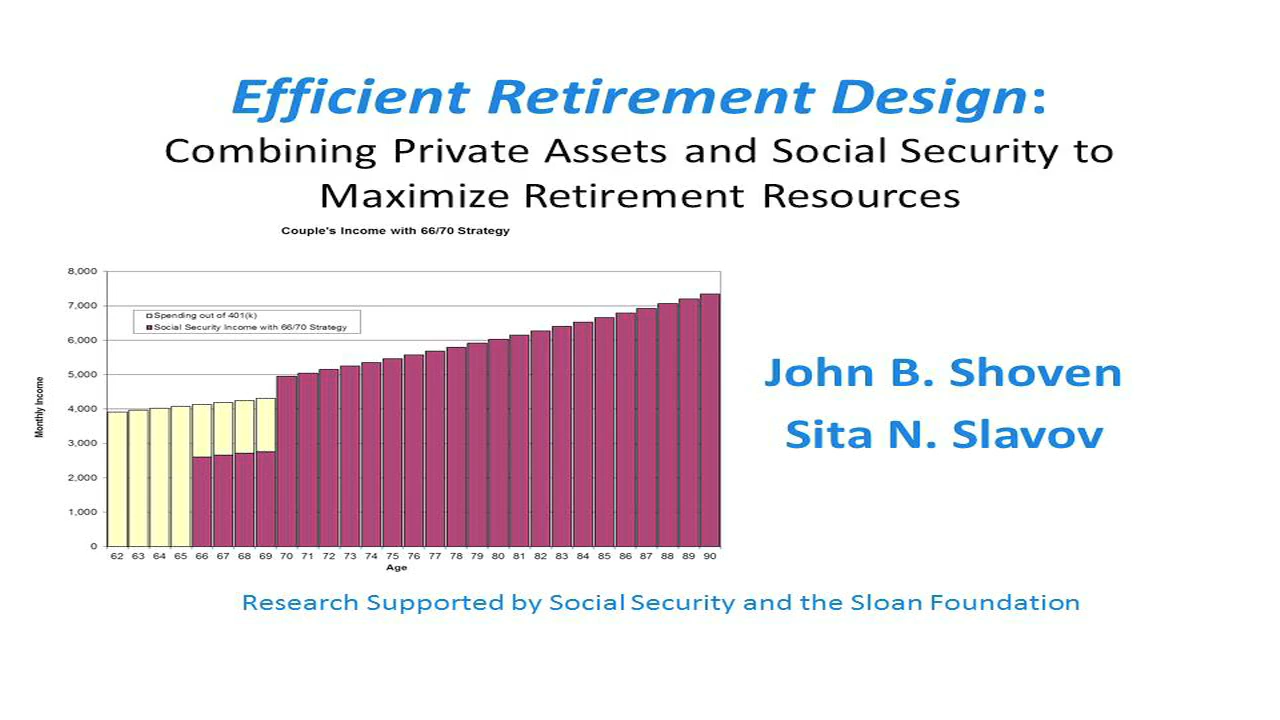 Efficient Retirement Design:
Combining Private Assets and Social Security to
Maximize Retirement Resources
Couple's Income with 66/70 Strategy
8,000
7,000
6,000
5,000
4,000
3,000
2,000
1,000
0
Monthly Income
Spending out of 401(k)
Social Security Income with 66/70 Strategy
62 63 64 65 66 67 68 69 70 71 72 73 74 75 76 77 78 79 80 81 82 83 84 85 86 87 88 89 90
Age
John B. Shoven
Sita N. Slavov
Research Supported by Social Security and the Sloan Foundation